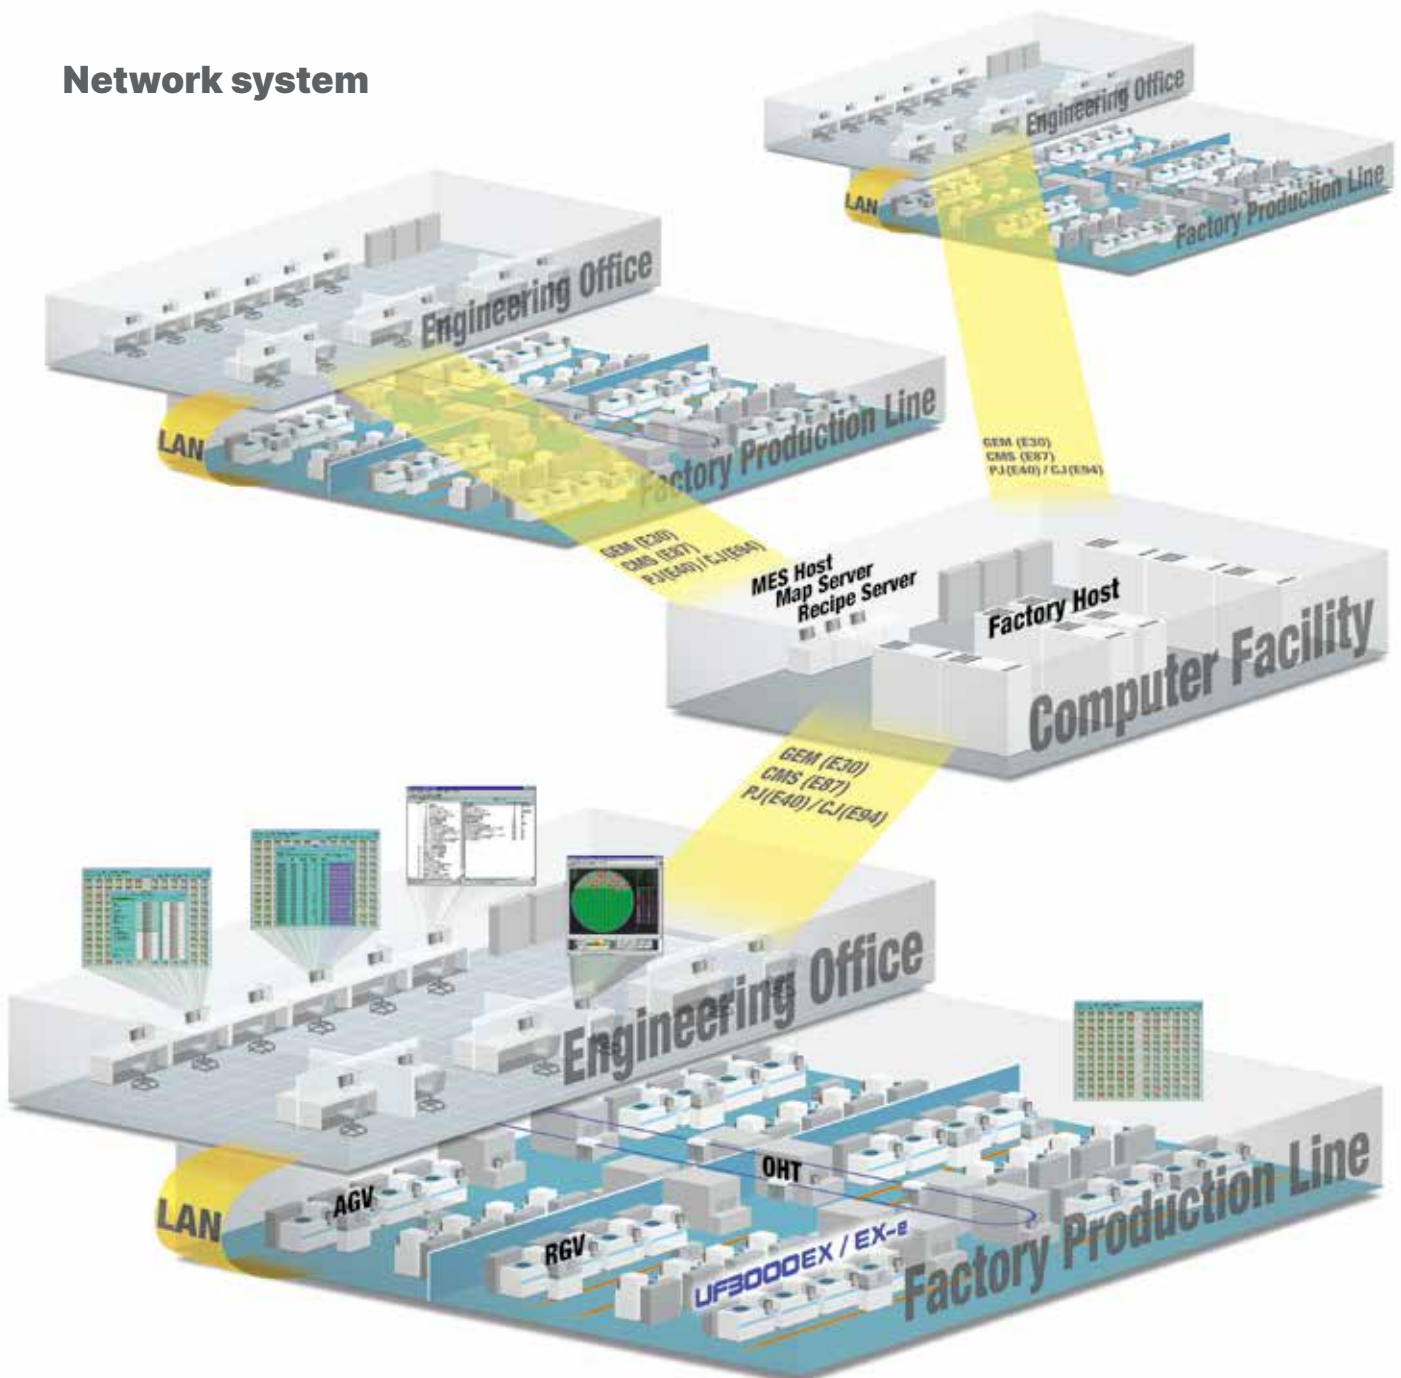 Network system
Engineering Office
LAN
Factory Production Line
Engineering Office
LAN
Factory Production Line
GEM (E30)
CMS (E87)
PJ(E40) / CJ(E94)
GEM (E30)
CMS (E87)
PJ(E40) / CJ(E94)
MES Host
Map Server
Recipe Server
Factory Host
Computer Facility
GEM (E30)
CMS (E87)
PJ(E40) / CJ(E94)
Engineering Office
LAN
AGV
OHT
RGV
UF3000EX / EX-e
Factory Production Line